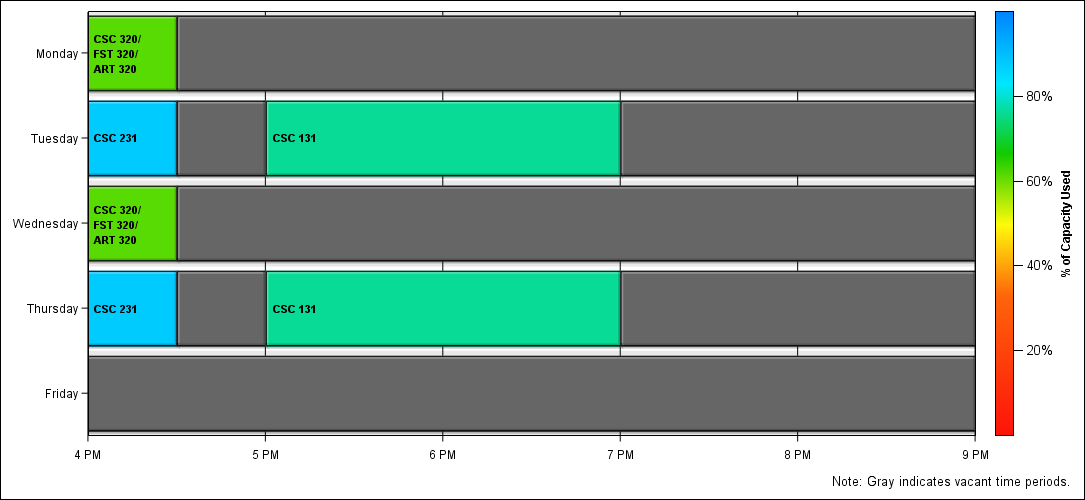 Monday
CSC 320/
FST 320/
ART 320
Tuesday
CSC 231
CSC 131
Wednesday
CSC 320/
FST 320/
ART 320
Thursday
CSC 231
CSC 131
Friday
4 PM
5 PM
6 PM
7 PM
8 PM
9 PM
80%
60%
40%
20%
% of Capacity Used
Note: Gray indicates vacant time periods.